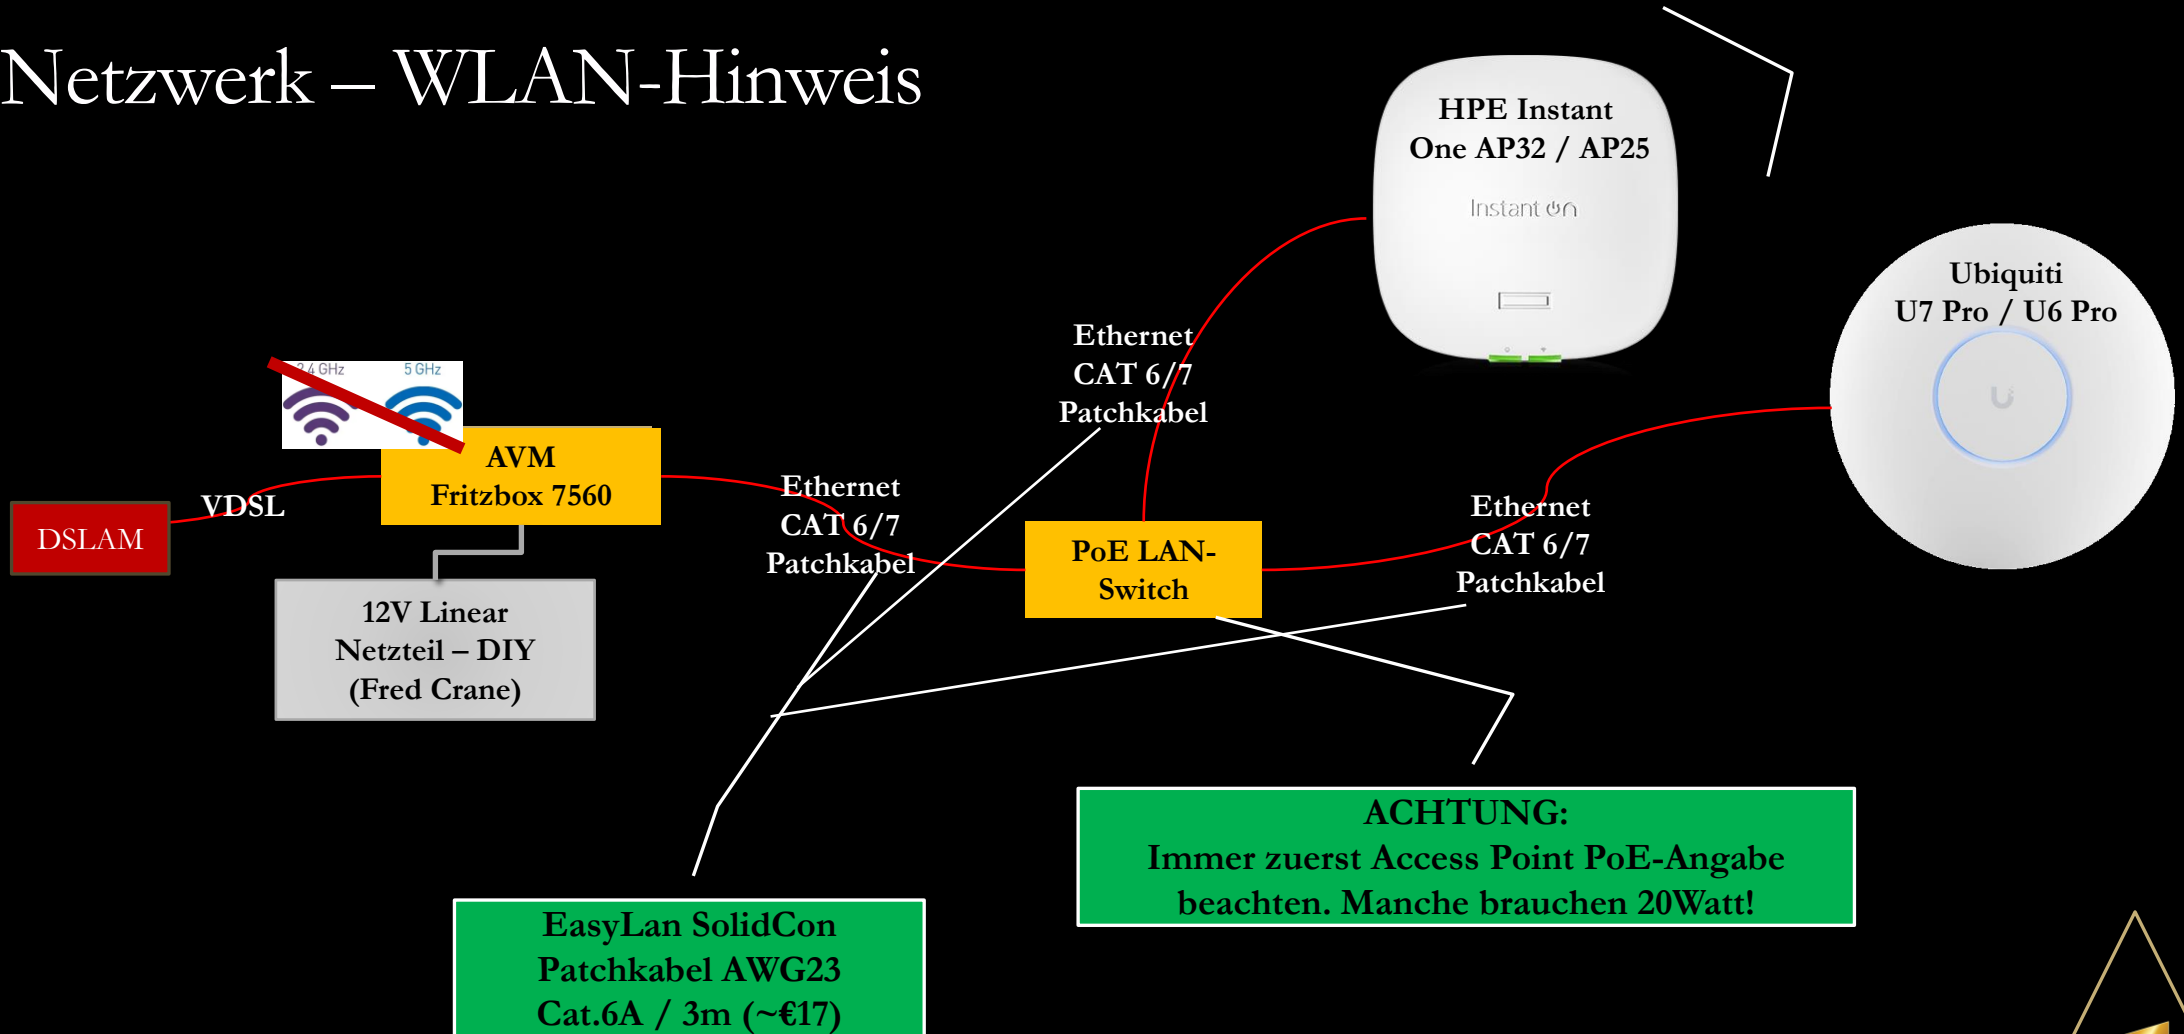 Netzwerk – WLAN-Hinweis
HPE Instant
One AP32 / AP25
Instant On
Ubiquiti
U7 Pro / U6 Pro
Ethernet
CAT 6/7
Patchkabel
2.4 GHz
5 GHz
AVM
Fritzbox 7560
VDSL
DSLAM
Ethernet
CAT 6/7
Patchkabel
Ethernet
CAT 6/7
Patchkabel
PoE LAN-
Switch
12V Linear
Netzteil – DIY
(Fred Crane)
ACHTUNG:
Immer zuerst Access Point PoE-Angabe
beachten. Manche brauchen 20Watt!
EasyLan SolidCon
Patchkabel AWG23
Cat.6A / 3m (~€17)